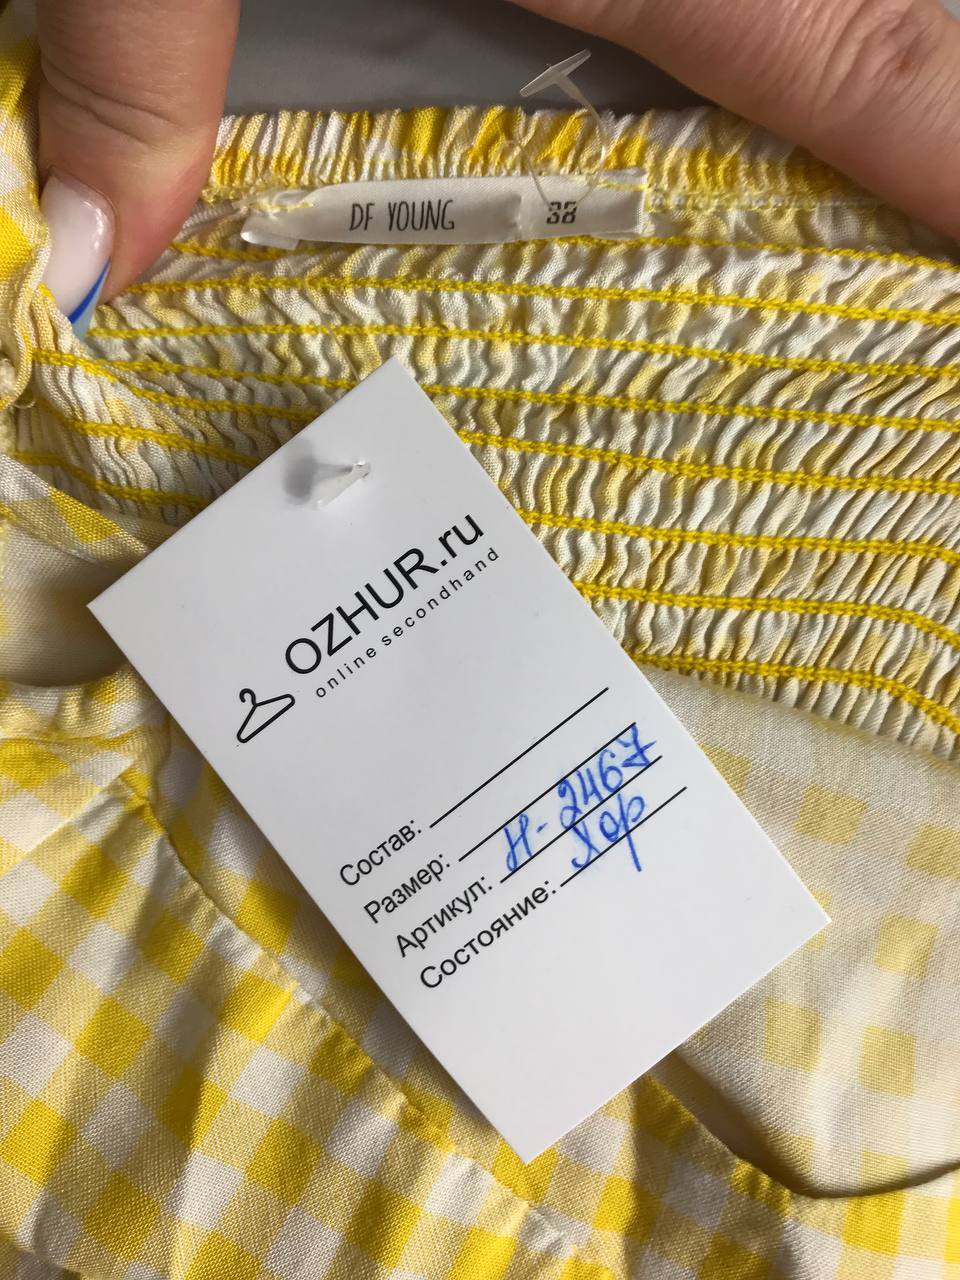 DF YOUNG 38
OZHUR.ru
online secondhand
Состав:
Размер:
Артикул: Н-2467
Состояние: Хор